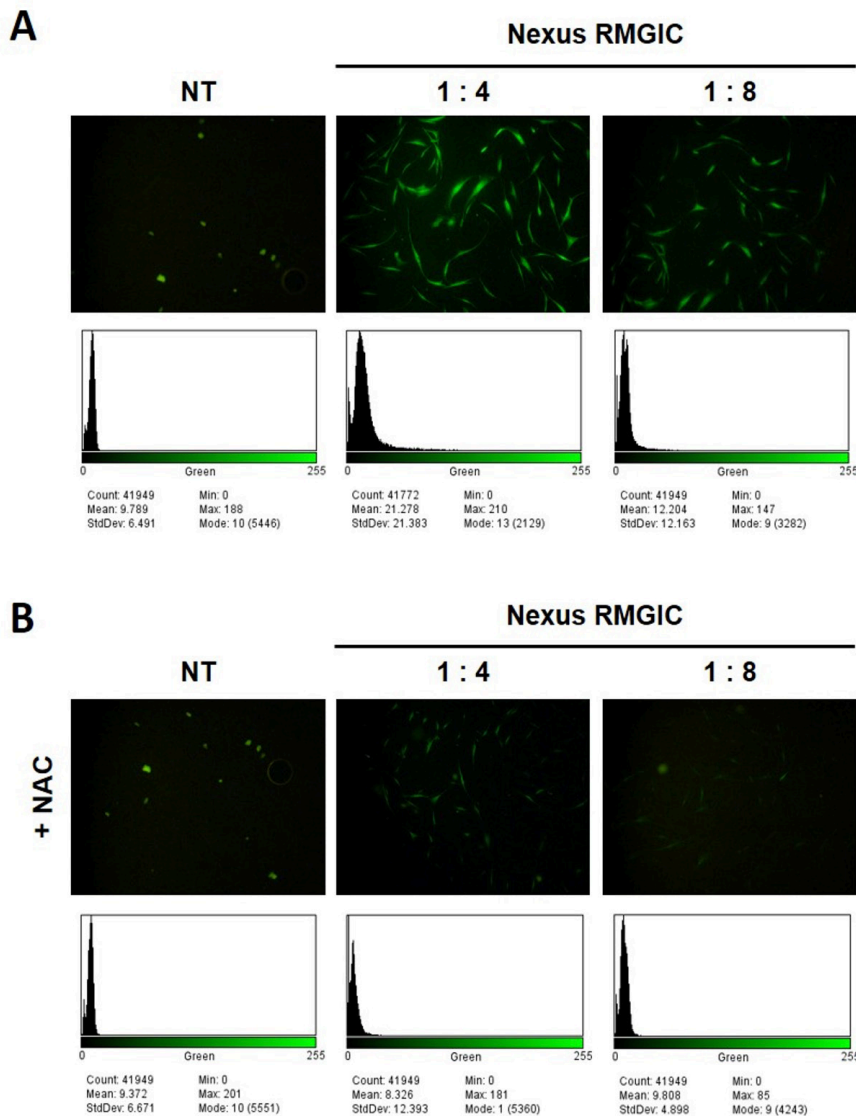 A
Nexus RMGIC
NT
1 : 4
1 : 8
0
Green
255
Count: 41949
Min: 0
Mean: 9.789
Max: 188
StdDev: 6.491
Mode: 10 (5446)
0
Green
255
Count: 41772
Min: 0
Mean: 21.278
Max: 210
StdDev: 21.383
Mode: 13 (2129)
0
Green
255
Count: 41949
Min: 0
Mean: 12.204
Max: 147
StdDev: 12.163
Mode: 9 (3282)
B
Nexus RMGIC
NT
1 : 4
1 : 8
+ NAC
0
Green
255
Count: 41949
Min: 0
Mean: 9.372
Max: 201
StdDev: 6.671
Mode: 10 (5551)
0
Green
255
Count: 41949
Min: 0
Mean: 8.326
Max: 181
StdDev: 12.393
Mode: 1 (5360)
0
Green
255
Count: 41949
Min: 0
Mean: 9.808
Max: 85
StdDev: 4.898
Mode: 9 (4243)